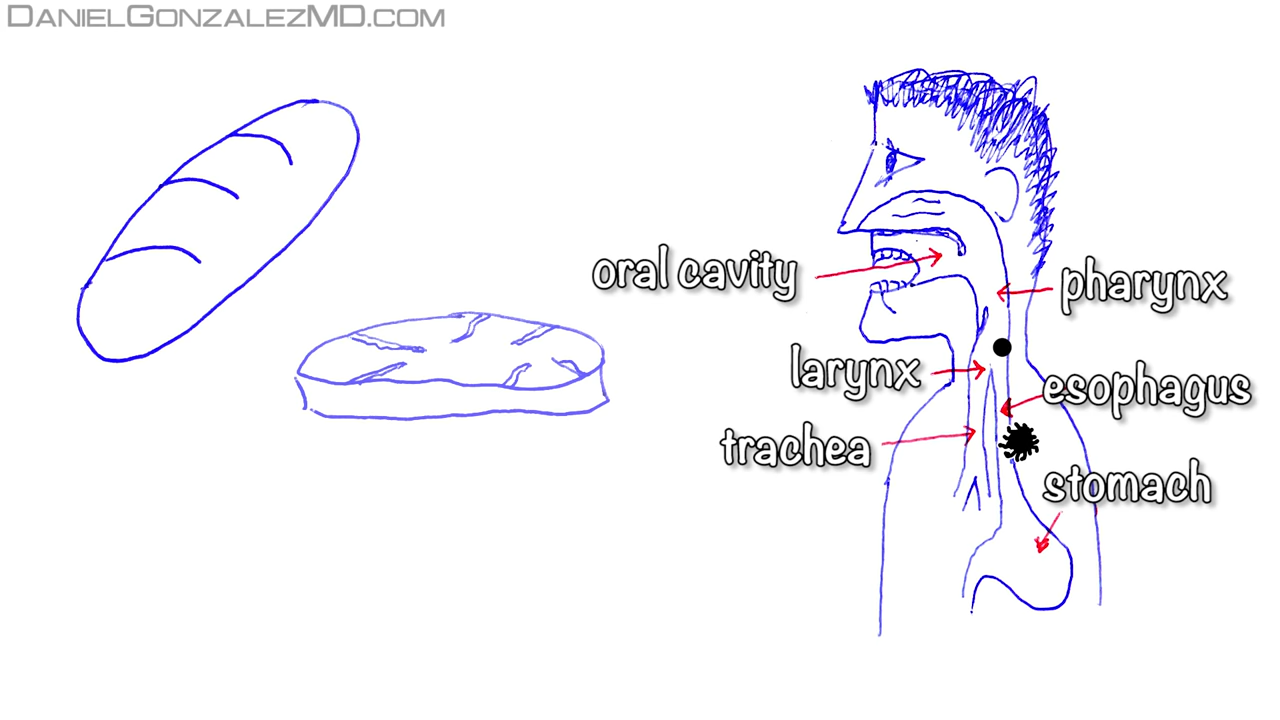 DanielGonzalezMD.com
oral cavity
pharynx
larynx
esophagus
trachea
stomach